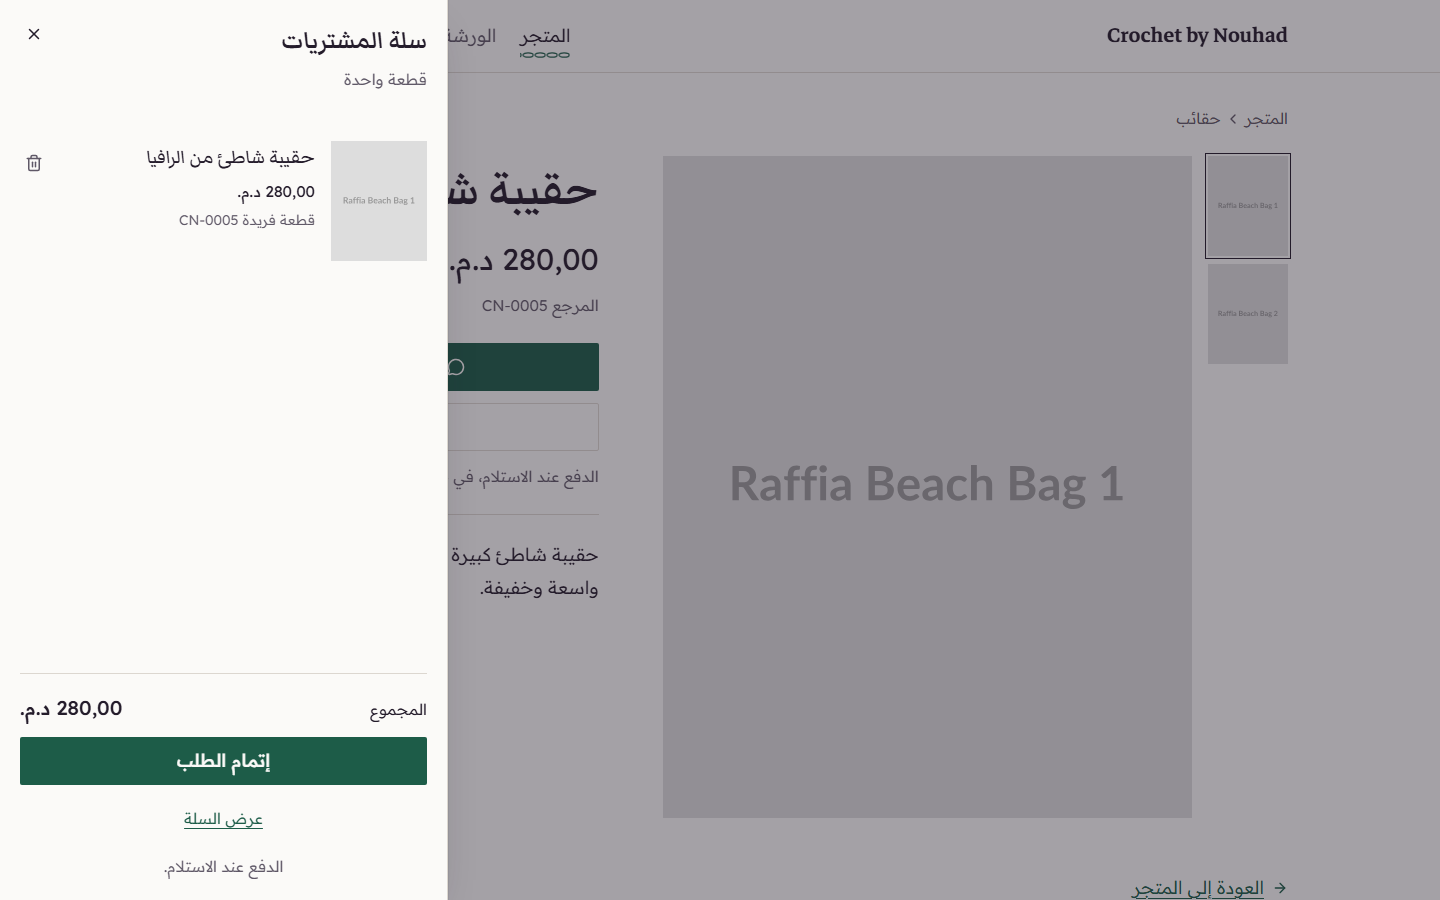 Crochet by Nouhad
المتجر
الورشة
المتجر
حقائب
Raffia Beach Bag 1
Raffia Beach Bag 2
Raffia Beach Bag 1
حقيبة
280,00 د.م.
المرجع CN-0005
الدفع عند الاستلام، في
حقيبة شاطئ كبيرة
واسعة وخفيفة.
العودة إلى المتجر
سلة المشتريات
قطعة واحدة
Raffia Beach Bag 1
حقيبة شاطئ من الرافيا
280,00 د.م.
قطعة فريدة CN-0005
المجموع
280,00 د.م.
إتمام الطلب
عرض السلة
الدفع عند الاستلام.